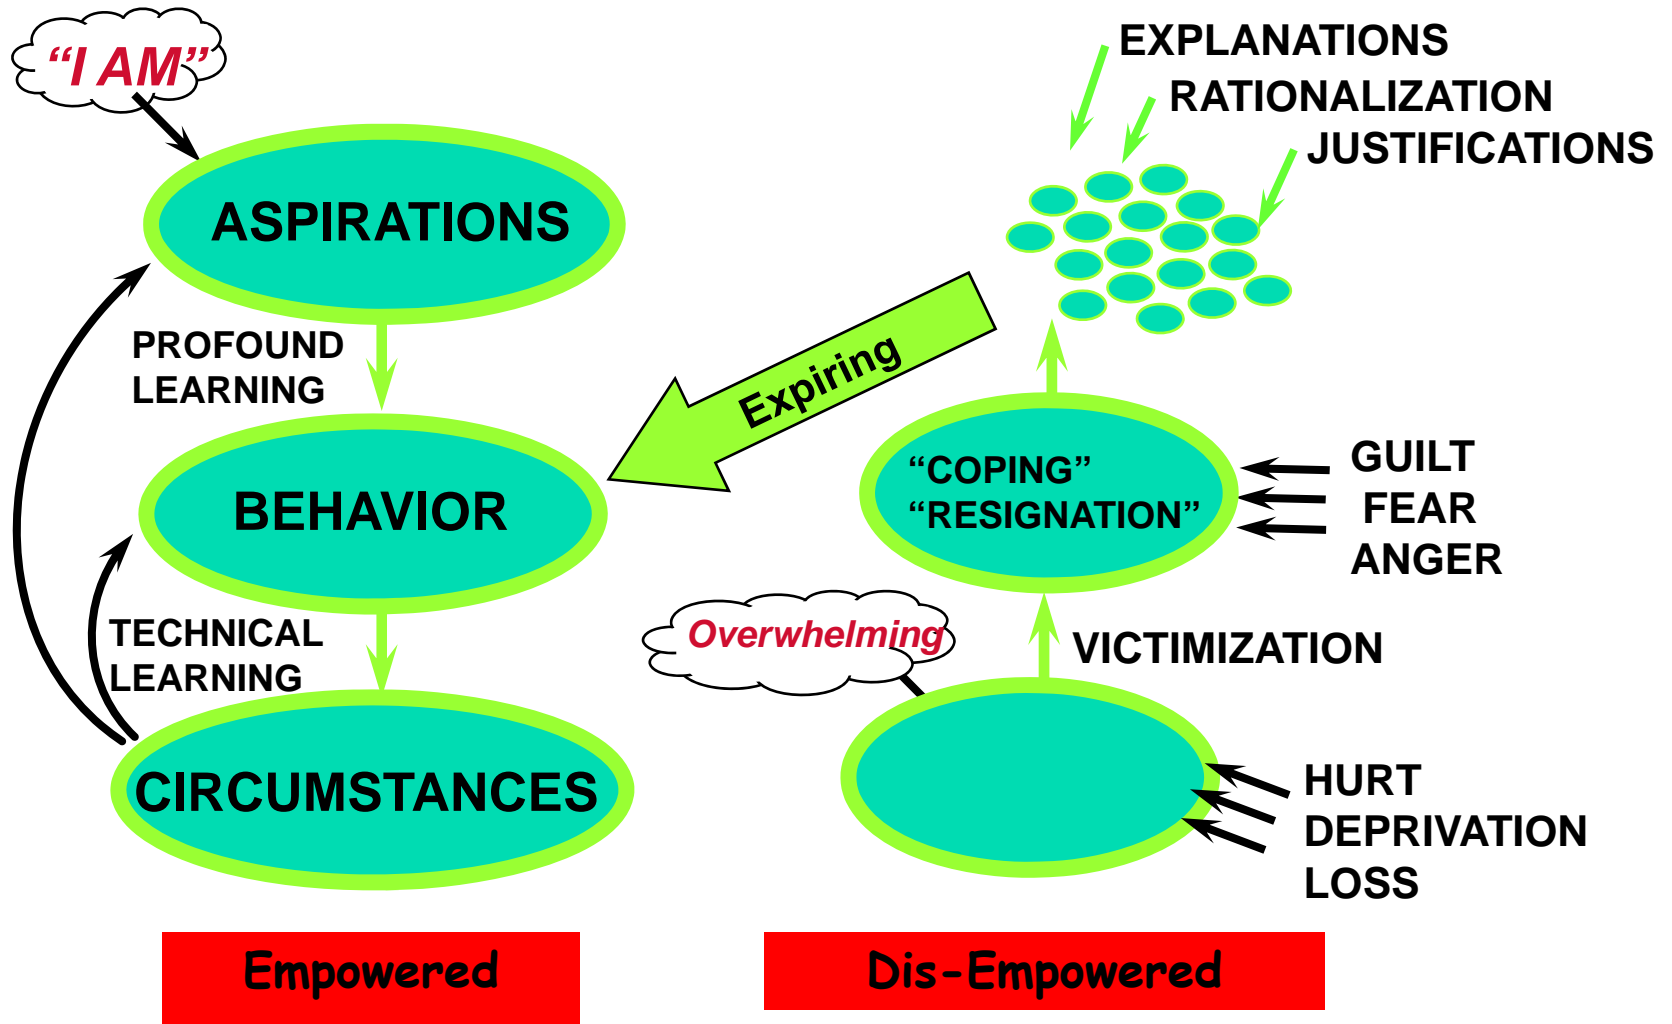 “I AM”
ASPIRATIONS
PROFOUND
LEARNING
BEHAVIOR
TECHNICAL
LEARNING
CIRCUMSTANCES
Empowered
EXPLANATIONS
RATIONALIZATION
JUSTIFICATIONS
Expiring
“COPING”
“RESIGNATION”
GUILT
FEAR
ANGER
Overwhelming
VICTIMIZATION
HURT
DEPRIVATION
LOSS
Dis-Empowered